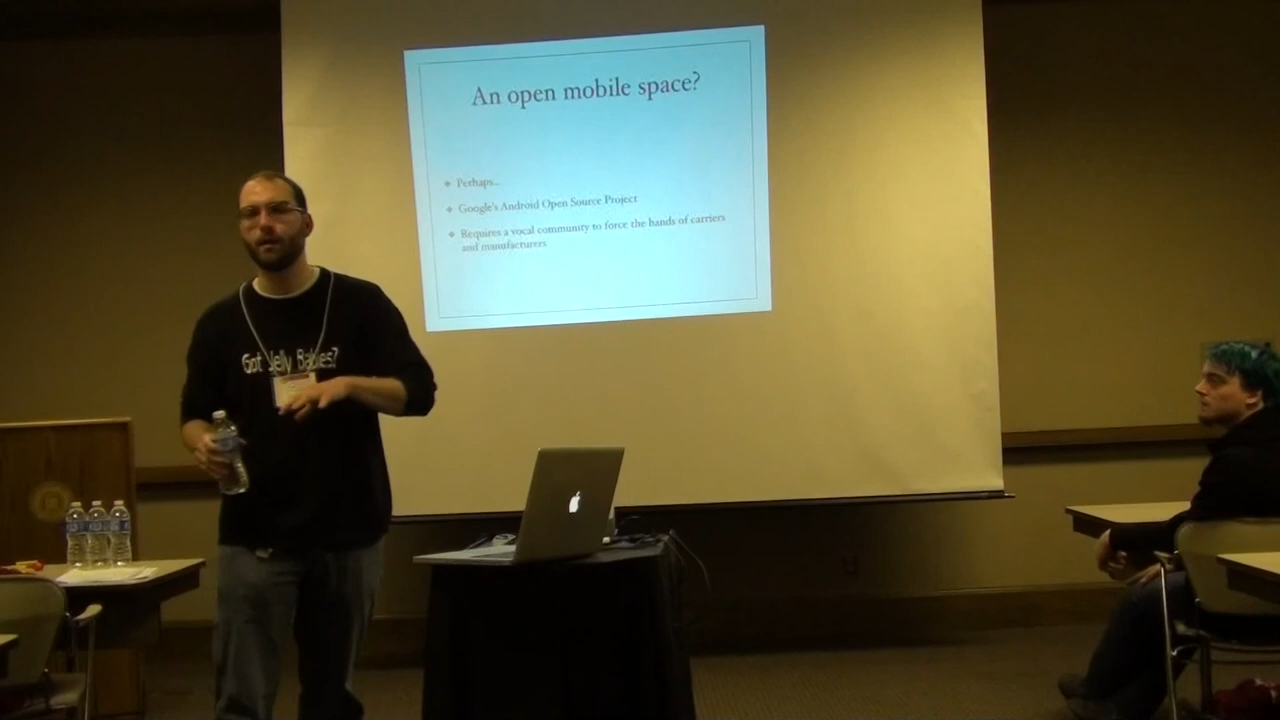 An open mobile space?
Perhaps...
Google's Android Open Source Project
Requires a vocal community to force the hands of carriers
and manufacturers
Got Jelly Babies?